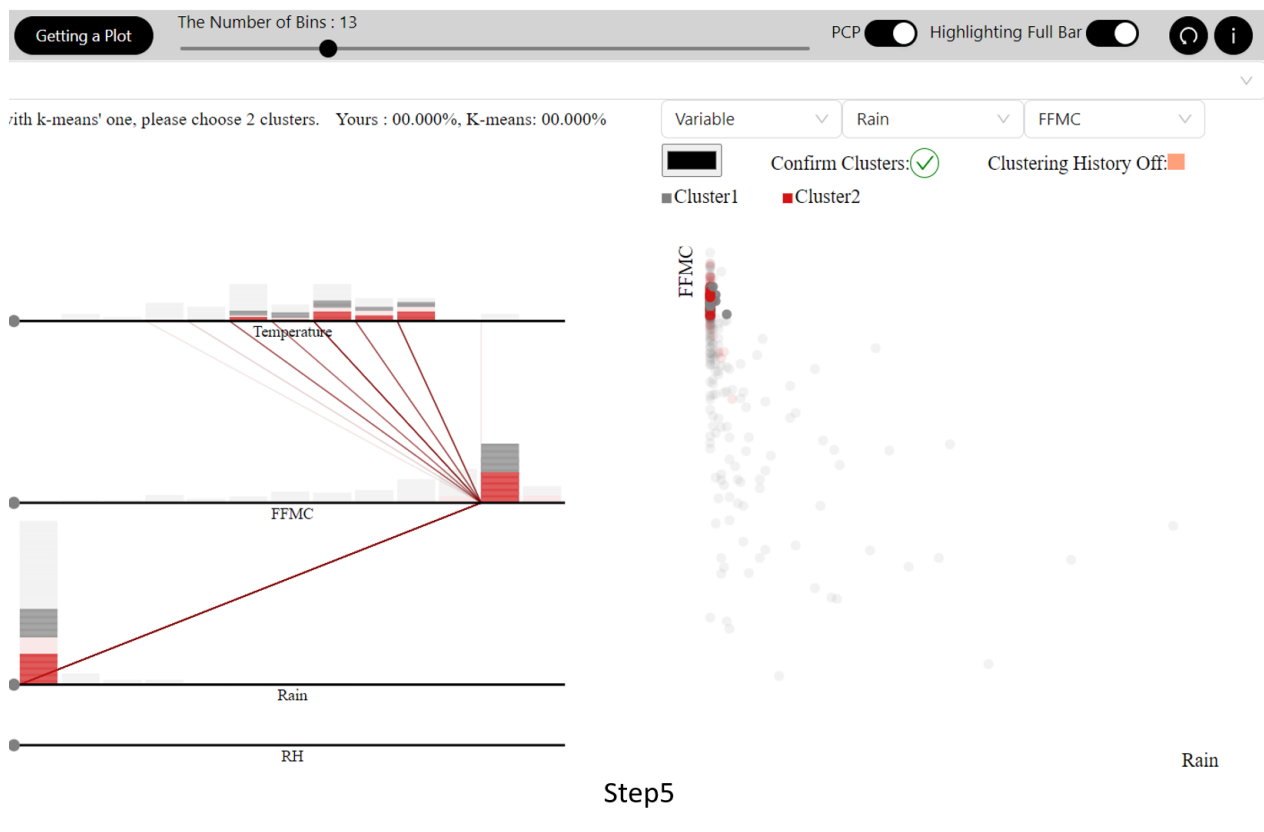 Getting a Plot
The Number of Bins : 13
PCP
Highlighting Full Bar
i
with k-means' one, please choose 2 clusters. Yours : 00.000%, K-means: 00.000%
Variable
Rain
FFMC
Confirm Clusters:
Clustering History Off:
Cluster1
Cluster2
FFMC
Temperature
FFMC
Rain
RH
Rain
Step5